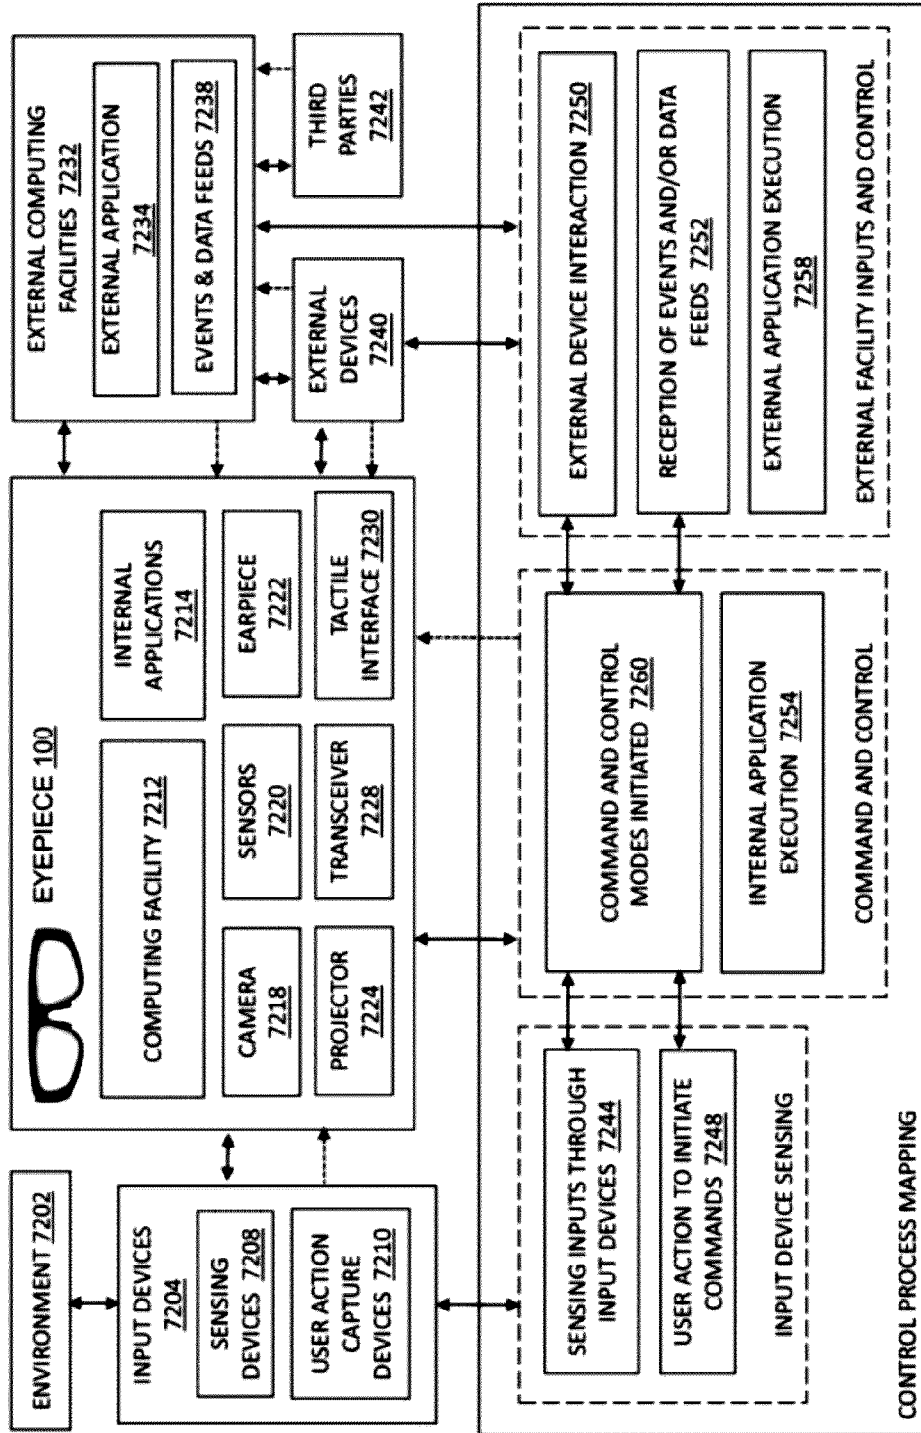 ENVIRONMENT 7202
INPUT DEVICES
7204
SENSING
DEVICES 7208
USER ACTION
CAPTURE
DEVICES 7210
EYEPIECE 100
COMPUTING FACILITY 7212
INTERNAL
APPLICATIONS
7214
CAMERA
7218
SENSORS
7220
EARPIECE
7222
PROJECTOR
7224
TRANSCEIVER
7228
TACTILE
INTERFACE 7230
EXTERNAL COMPUTING
FACILITIES 7232
EXTERNAL APPLICATION
7234
EVENTS & DATA FEEDS 7238
EXTERNAL
DEVICES
7240
THIRD
PARTIES
7242
SENSING INPUTS THROUGH
INPUT DEVICES 7244
USER ACTION TO INITIATE
COMMANDS 7248
INPUT DEVICE SENSING
COMMAND AND CONTROL
MODES INITIATED 7260
INTERNAL APPLICATION
EXECUTION 7254
COMMAND AND CONTROL
EXTERNAL DEVICE INTERACTION 7250
RECEPTION OF EVENTS AND/OR DATA
FEEDS 7252
EXTERNAL APPLICATION EXECUTION
7258
EXTERNAL FACILITY INPUTS AND CONTROL
CONTROL PROCESS MAPPING